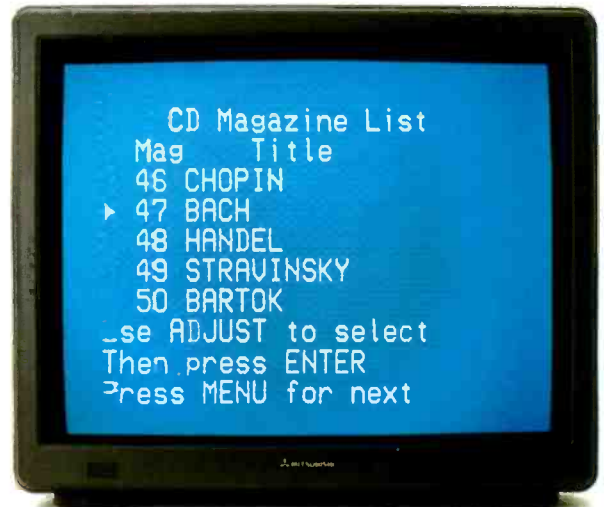 CD Magazine List
Mag Title
46 CHOPIN
47 BACH
48 HANDEL
49 STRAVINSKY
50 BARTOK
Use ADJUST to select
Then press ENTER
Press MENU for next
MITSUBISHI